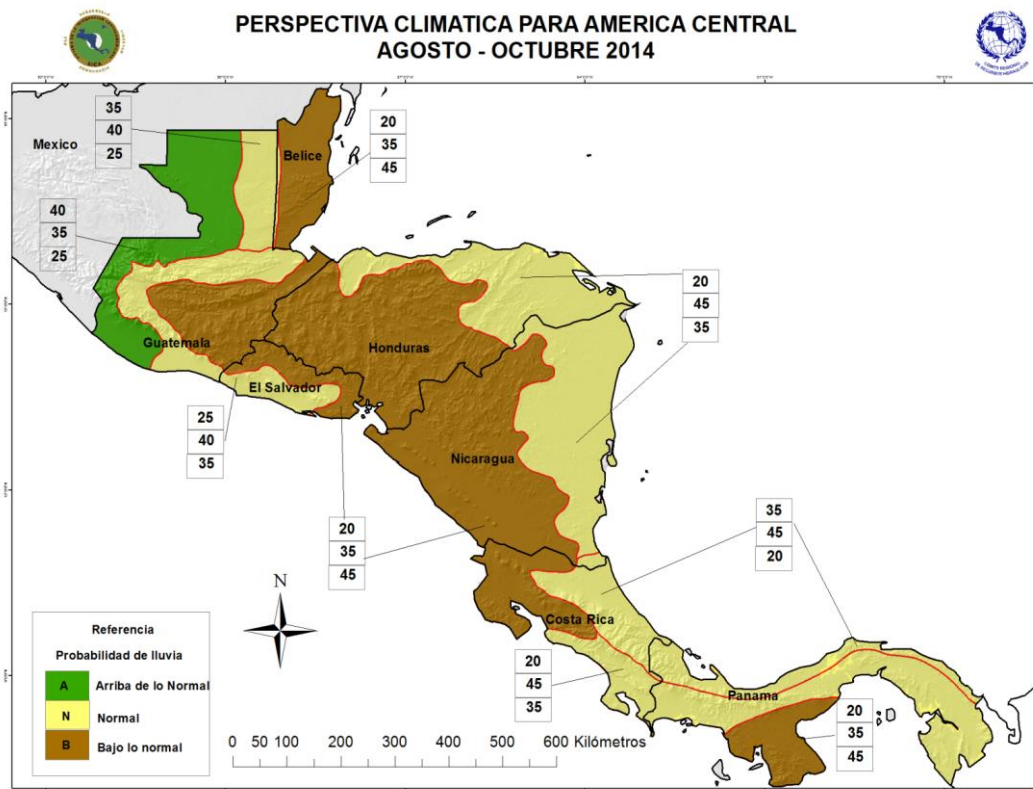 PERSPECTIVA CLIMATICA PARA AMERICA CENTRAL
AGOSTO - OCTUBRE 2014
Mexico
35
40
25
Belice
20
35
45
40
35
25
20
45
35
Guatemala
Honduras
El Salvador
25
40
35
Nicaragua
20
35
45
35
45
20
N
Costa Rica
20
45
35
Panama
20
35
45
Referencia
Probabilidad de lluvia
A Arriba de lo Normal
N Normal
B Bajo lo normal
0 50 100 200 300 400 500 600 Kilómetros